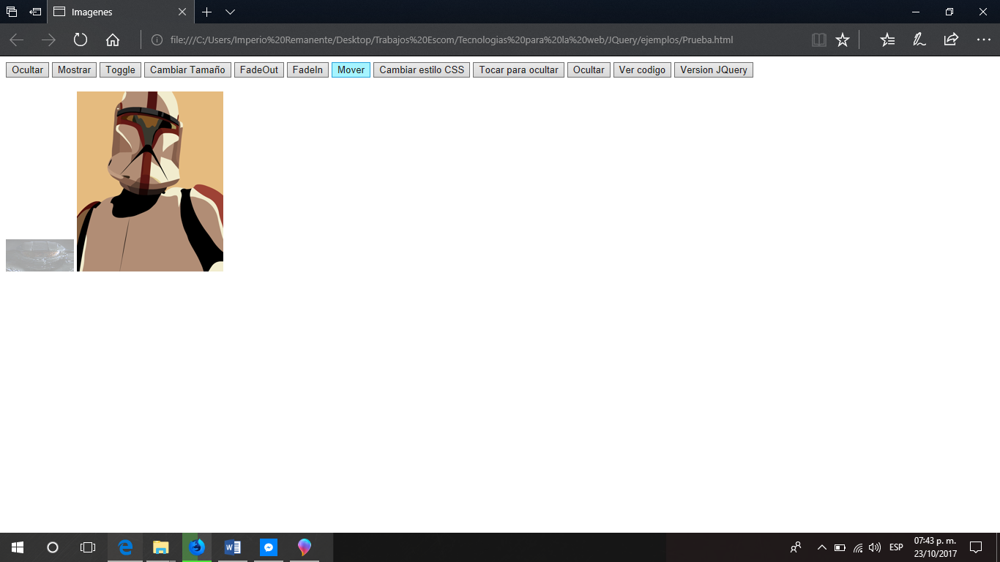 Imagenes
file:///C:/Users/Imperio%20Remanente/Desktop/Trabajos%20Escom/Tecnologias%20para%20la%20web/JQuery/ejemplos/Prueba.html
Ocultar Mostrar Toggle Cambiar Tamaño FadeOut FadeIn Mover Cambiar estilo CSS Tocar para ocultar Ocultar Ver codigo Version JQuery
ESP
07:43 p. m.
23/10/2017